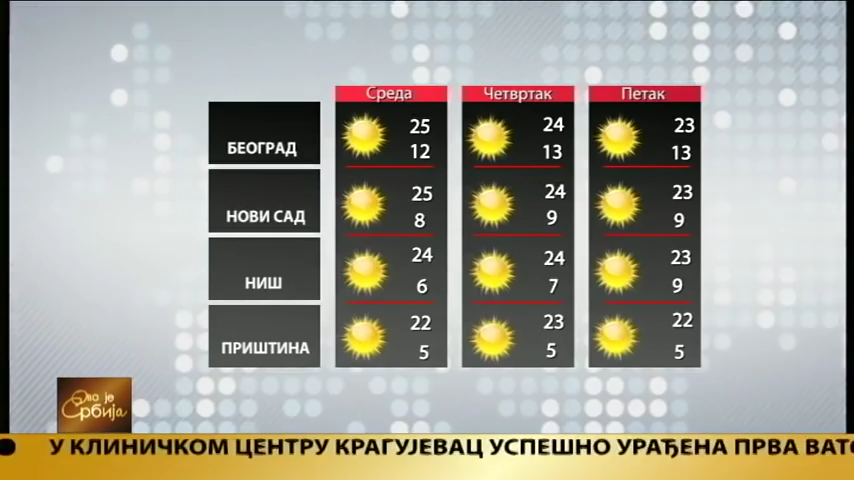 Среда Четвртак Петак
БЕОГРАД 25 24 23
12 13 13
НОВИ САД 25 24 23
8 9 9
НИШ 24 24 23
6 7 9
ПРИШТИНА 22 23 22
5 5 5
Ово је
Србија
У КЛИНИЧКОМ ЦЕНТРУ КРАГУЈЕВАЦ УСПЕШНО УРАЂЕНА ПРВА